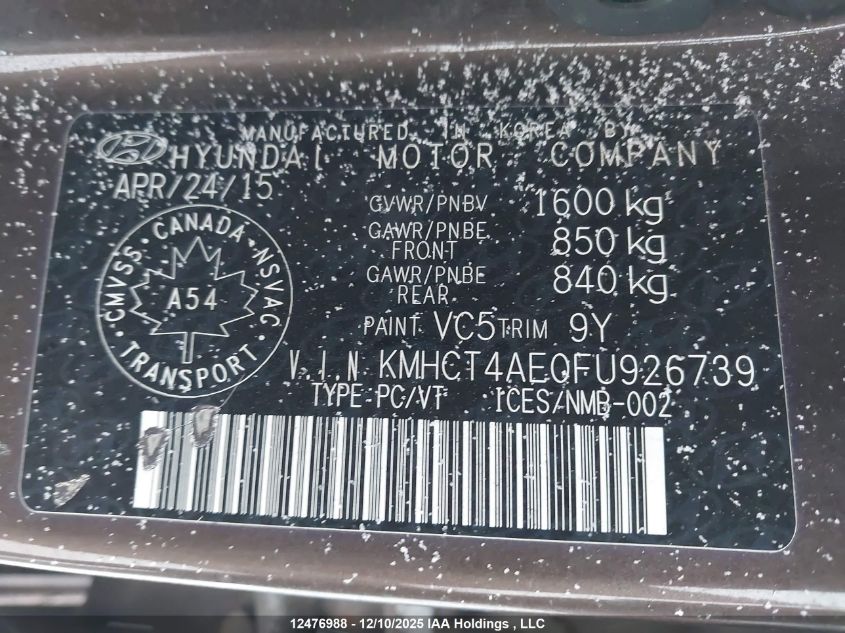 MANUFACTURED IN KOREA BY
HYUNDAI MOTOR COMPANY
APR/24/15
GVWR/PNBV 1600 kg
GAWR/PNBE FRONT 850 kg
GAWR/PNBE REAR 840 kg
CANADA
CMVSS · NSVAC
A54
TRANSPORT
PAINT VC5 TRIM 9Y
V.I.N KMHCT4AE0FU926739
TYPE PC/VT ICES/NMB-002
12476988 - 12/10/2025 IAA Holdings , LLC